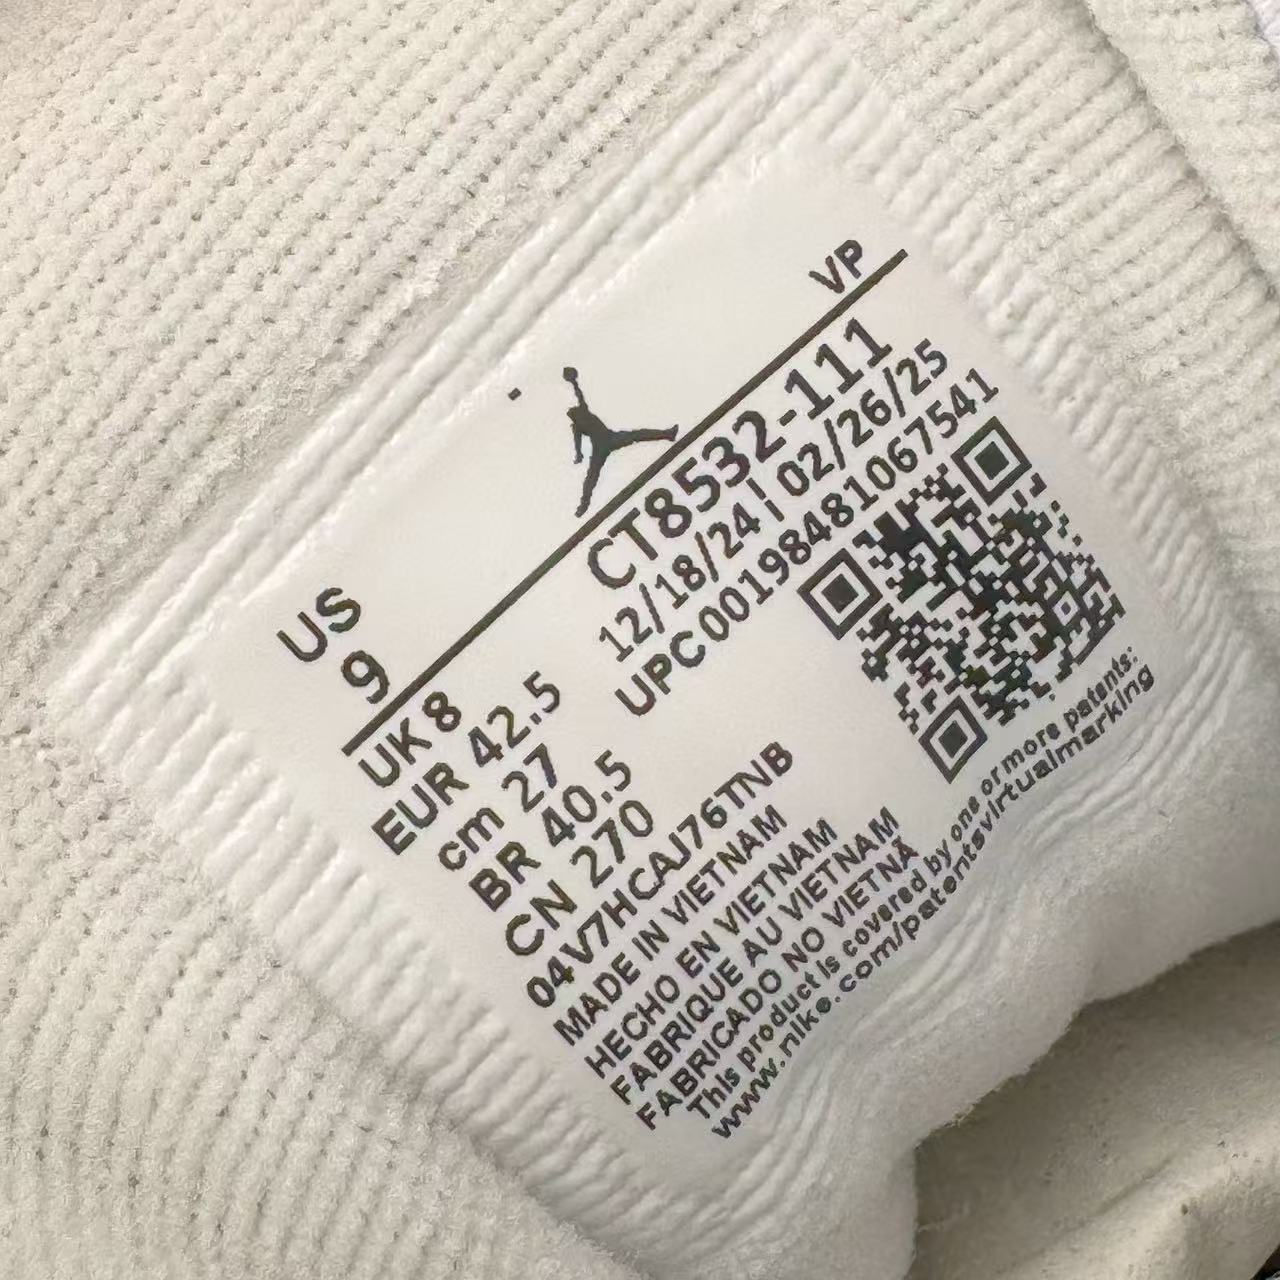 US VP
9
CT8532-111
12/18/24 | 02/26/25
UPC 00198481067541
UK 8
EUR 42.5
cm 27
BR 40.5
CN 270
04V7HCAJ76TNB
MADE IN VIETNAM
HECHO EN VIETNAM
FABRIQUE AU VIETNAM
FABRICADO NO VIETNÃ
This product is covered by one or more patents:
www.nike.com/patentsvirtualmarking